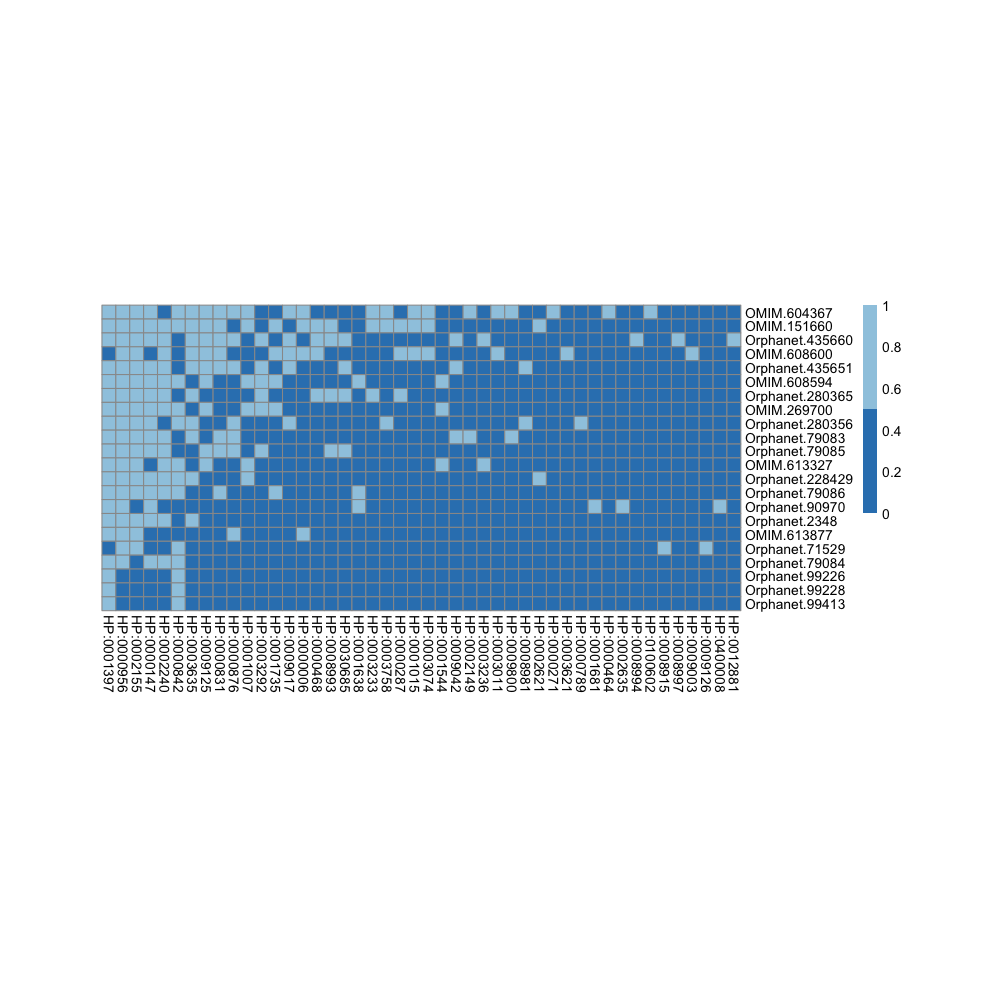 OMIM.604367
OMIM.151660
Orphanet.435660
OMIM.608600
Orphanet.435651
OMIM.608594
Orphanet.280365
OMIM.269700
Orphanet.280356
Orphanet.79083
Orphanet.79085
OMIM.613327
Orphanet.228429
Orphanet.79086
Orphanet.90970
Orphanet.2348
OMIM.613877
Orphanet.71529
Orphanet.79084
Orphanet.99226
Orphanet.99228
Orphanet.99413
1
0.8
0.6
0.4
0.2
0
HP:0001397
HP:0000956
HP:0002155
HP:0000147
HP:0002240
HP:0000842
HP:0003635
HP:0009125
HP:0000831
HP:0000876
HP:0001007
HP:0003292
HP:0001735
HP:0009017
HP:0000006
HP:0000468
HP:0008993
HP:0030685
HP:0001638
HP:0003233
HP:0003758
HP:0000287
HP:0001015
HP:0003074
HP:0001544
HP:0009042
HP:0002149
HP:0003236
HP:0003011
HP:0009800
HP:0008981
HP:0002621
HP:0000271
HP:0003621
HP:0000789
HP:0001681
HP:0000464
HP:0002635
HP:0008994
HP:0100602
HP:0008915
HP:0008997
HP:0009003
HP:0009126
HP:0400008
HP:0012881